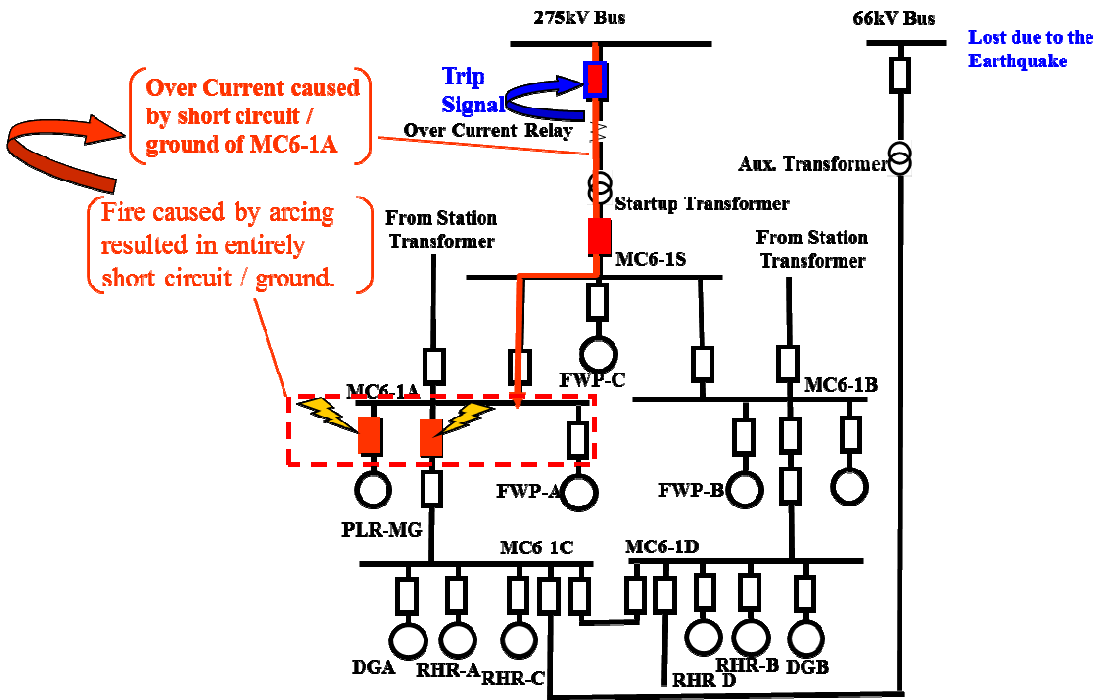 275kV Bus
66kV Bus
Lost due to the
Earthquake
Trip
Signal
Over Current caused
by short circuit /
ground of MC6-1A
Over Current Relay
Aux. Transformer
Fire caused by arcing
resulted in entirely
short circuit / ground.
From Station
Transformer
Startup Transformer
From Station
Transformer
MC6-1S
FWP-C
MC6-1A
MC6-1B
FWP-A
FWP-B
PLR-MG
MC6 1C
MC6-1D
DGA
RHR-A
RHR-C
RHR D
RHR-B
DGB